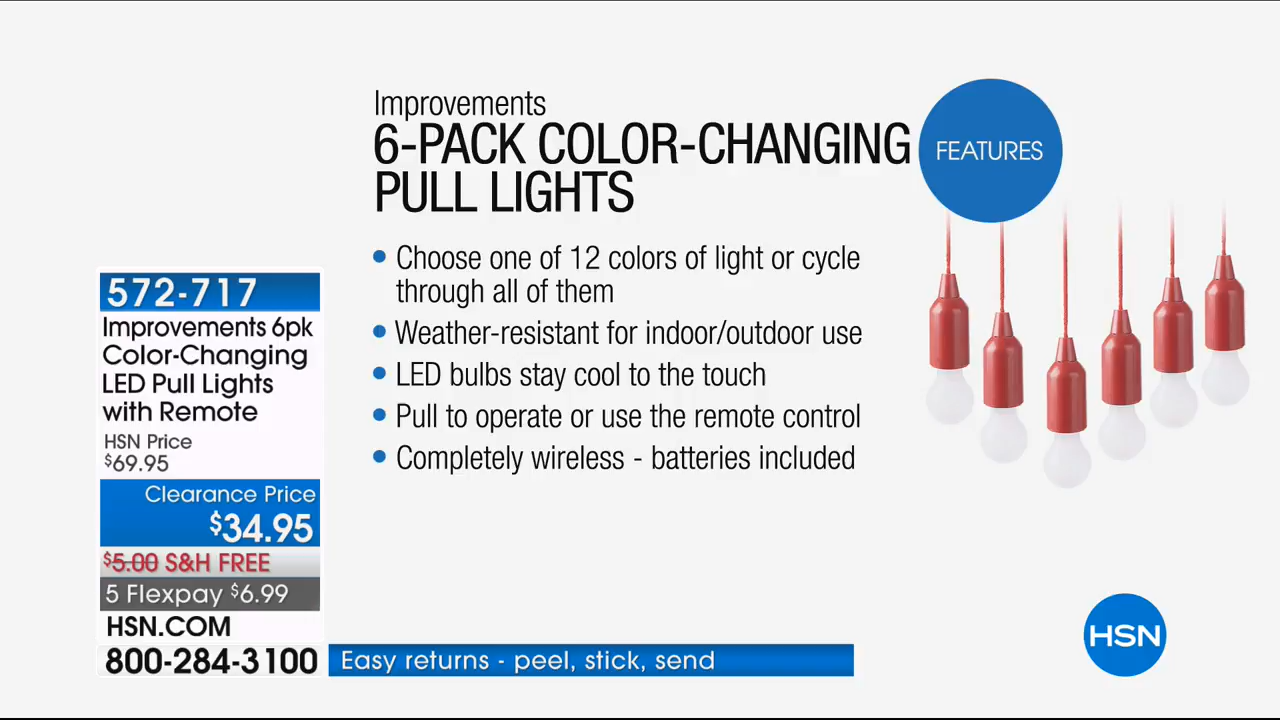 Improvements
6-PACK COLOR-CHANGING
PULL LIGHTS
FEATURES
• Choose one of 12 colors of light or cycle
through all of them
• Weather-resistant for indoor/outdoor use
• LED bulbs stay cool to the touch
• Pull to operate or use the remote control
• Completely wireless - batteries included
572-717
Improvements 6pk
Color-Changing
LED Pull Lights
with Remote
HSN Price
$69.95
Clearance Price
$34.95
$5.00 S&H FREE
5 Flexpay $6.99
HSN.COM
800-284-3100
Easy returns - peel, stick, send
HSN